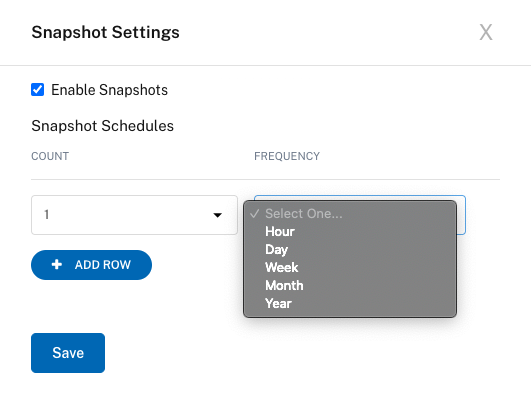 Snapshot Settings X
Enable Snapshots
Snapshot Schedules
COUNT FREQUENCY
1
Select One...
Hour
Day
Week
Month
Year
+ ADD ROW
Save